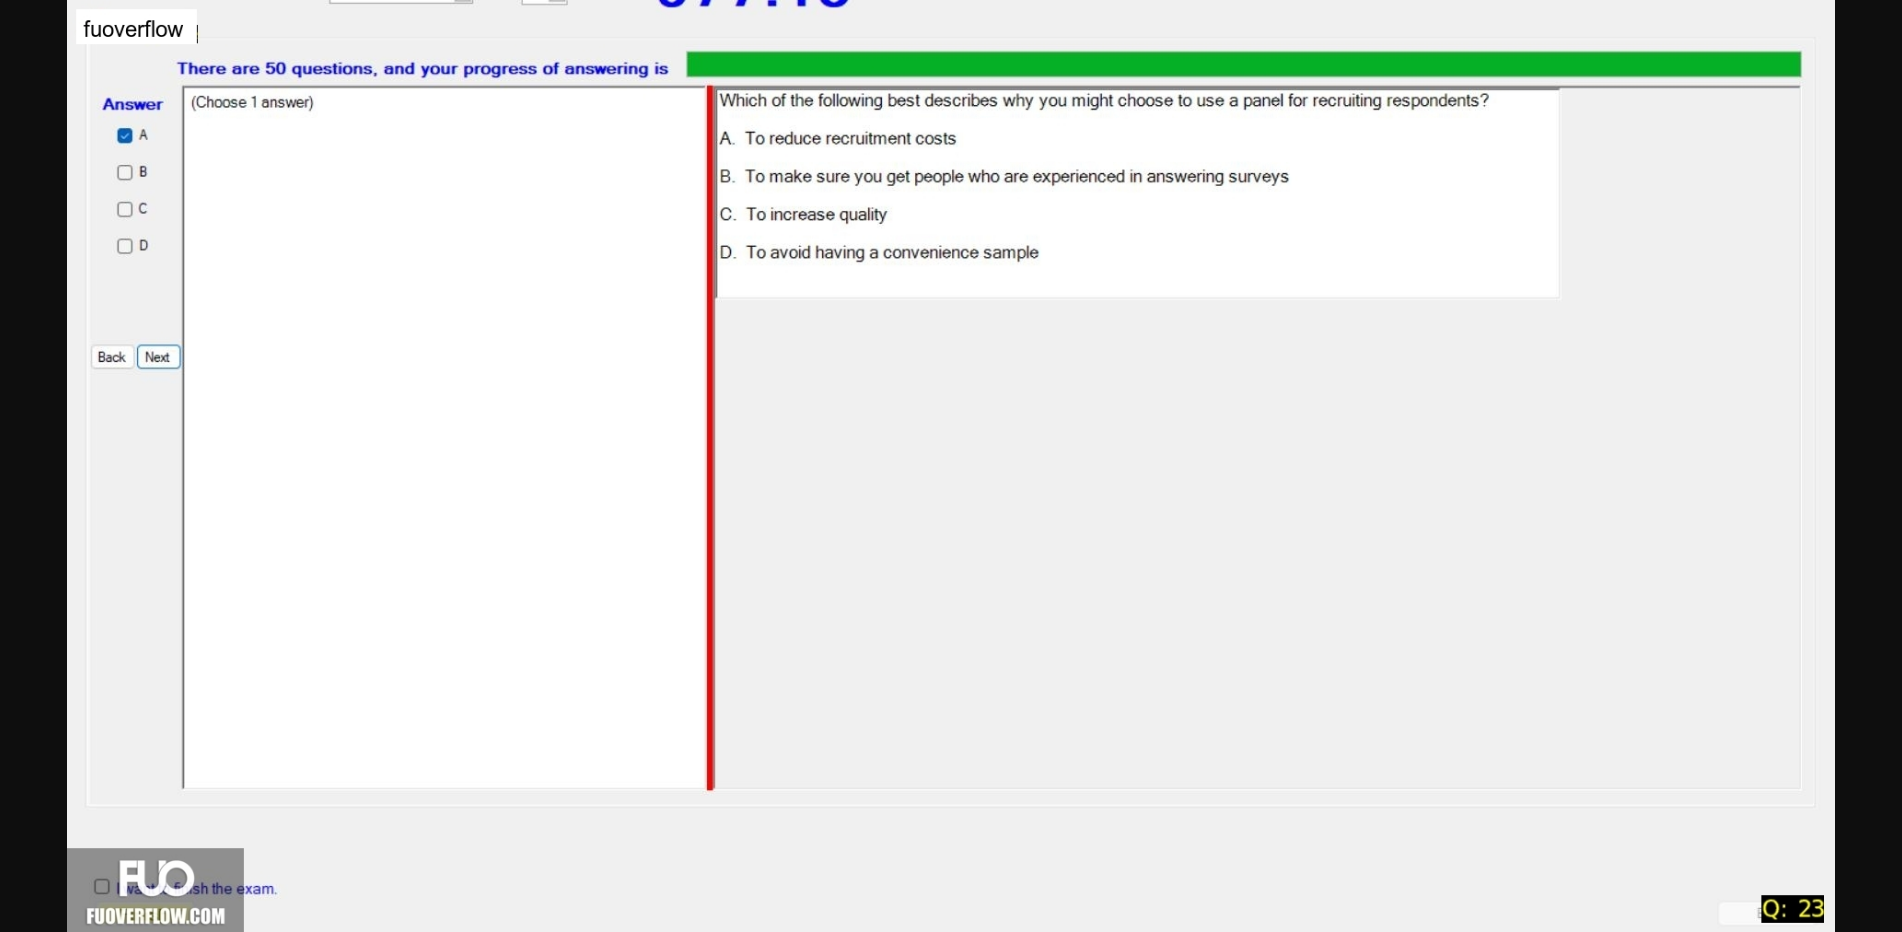 fuoverflow
There are 50 questions, and your progress of answering is
Answer
A
B
C
D
Back Next
(Choose 1 answer)
Which of the following best describes why you might choose to use a panel for recruiting respondents?
A. To reduce recruitment costs
B. To make sure you get people who are experienced in answering surveys
C. To increase quality
D. To avoid having a convenience sample
FUO
the exam.
FUOVERFLOW.COM
Q: 23